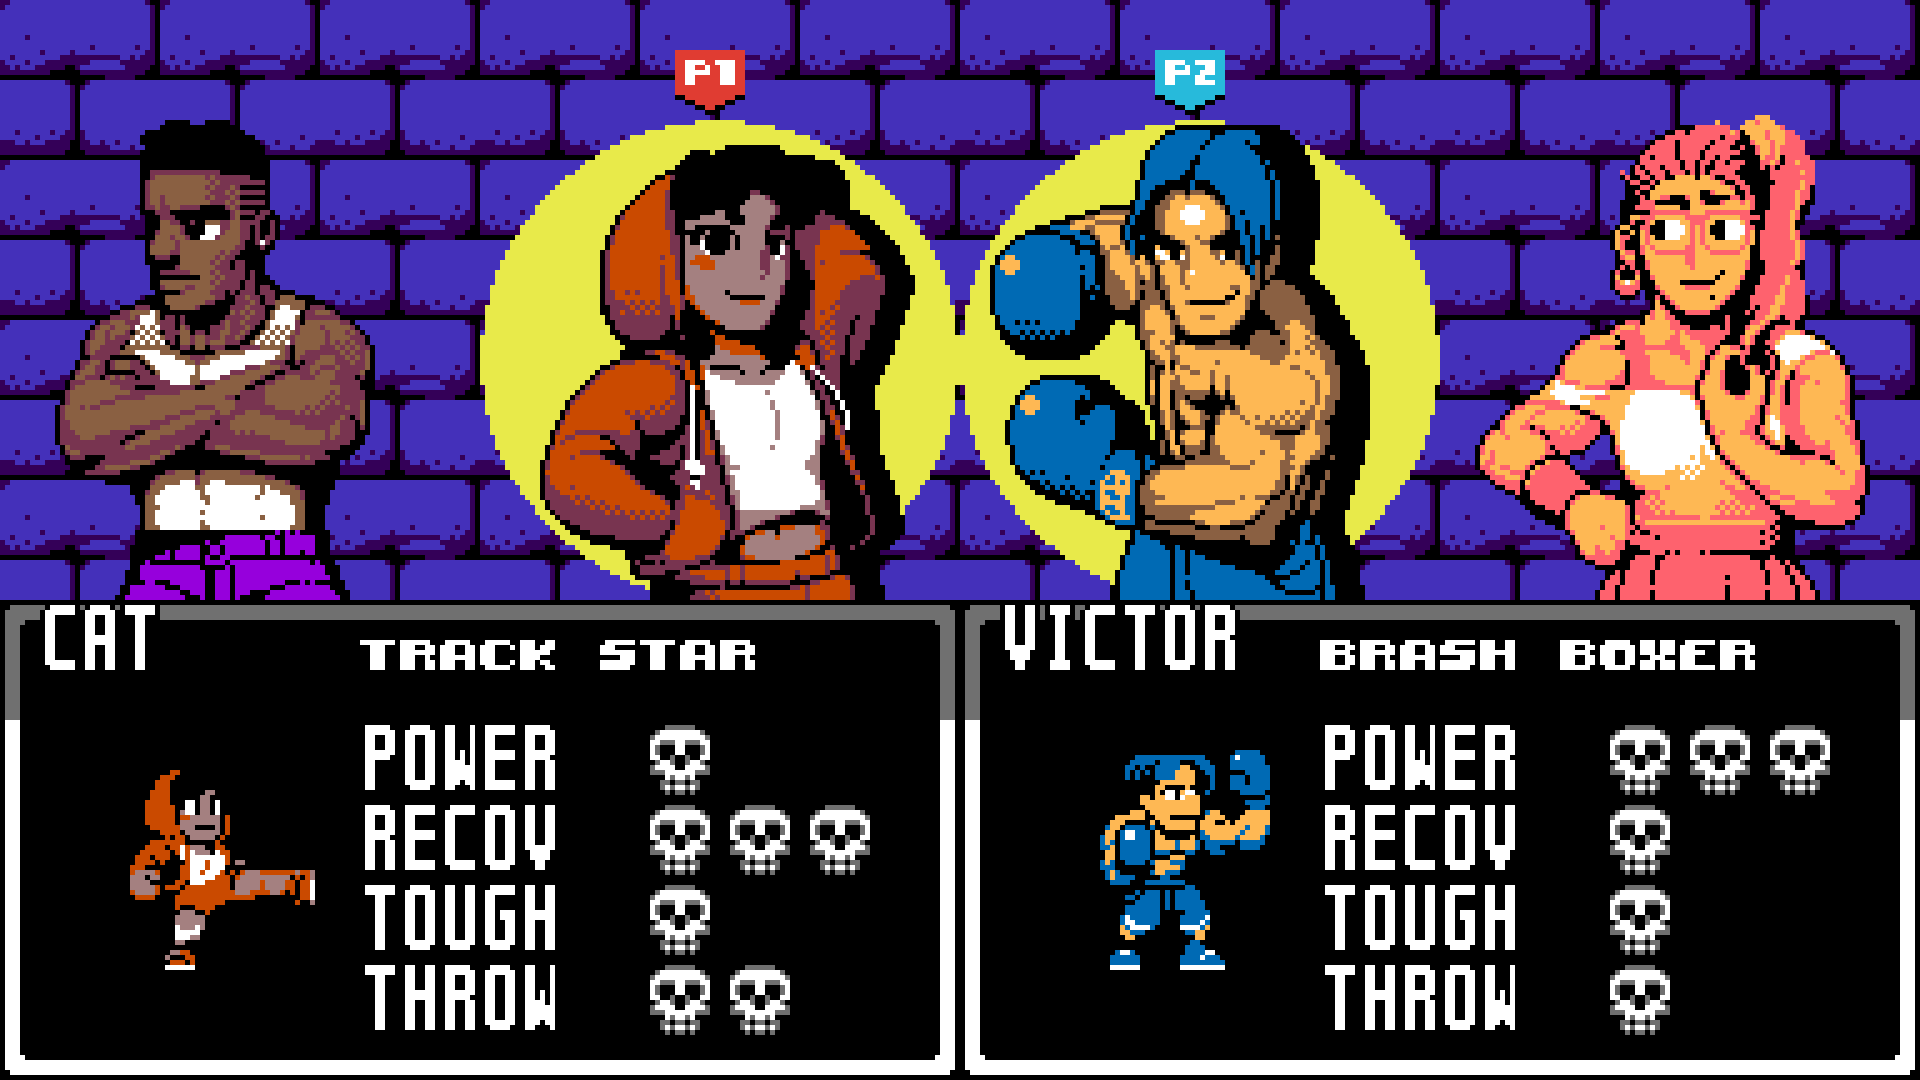 P1
P2
CAT
TRACK STAR
POWER
RECOV
TOUGH
THROW
VICTOR
BRASH BOXER
POWER
RECOV
TOUGH
THROW